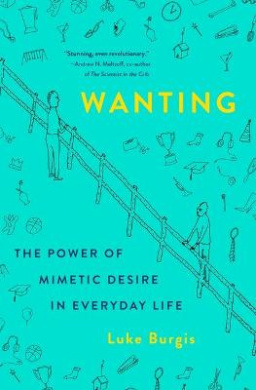 "Stunning, even revolutionary."
—Andrew N. Meltzoff, co-author
of The Scientist in the Crib
WANTING
THE POWER OF
MIMETIC DESIRE
IN EVERYDAY LIFE
Luke Burgis